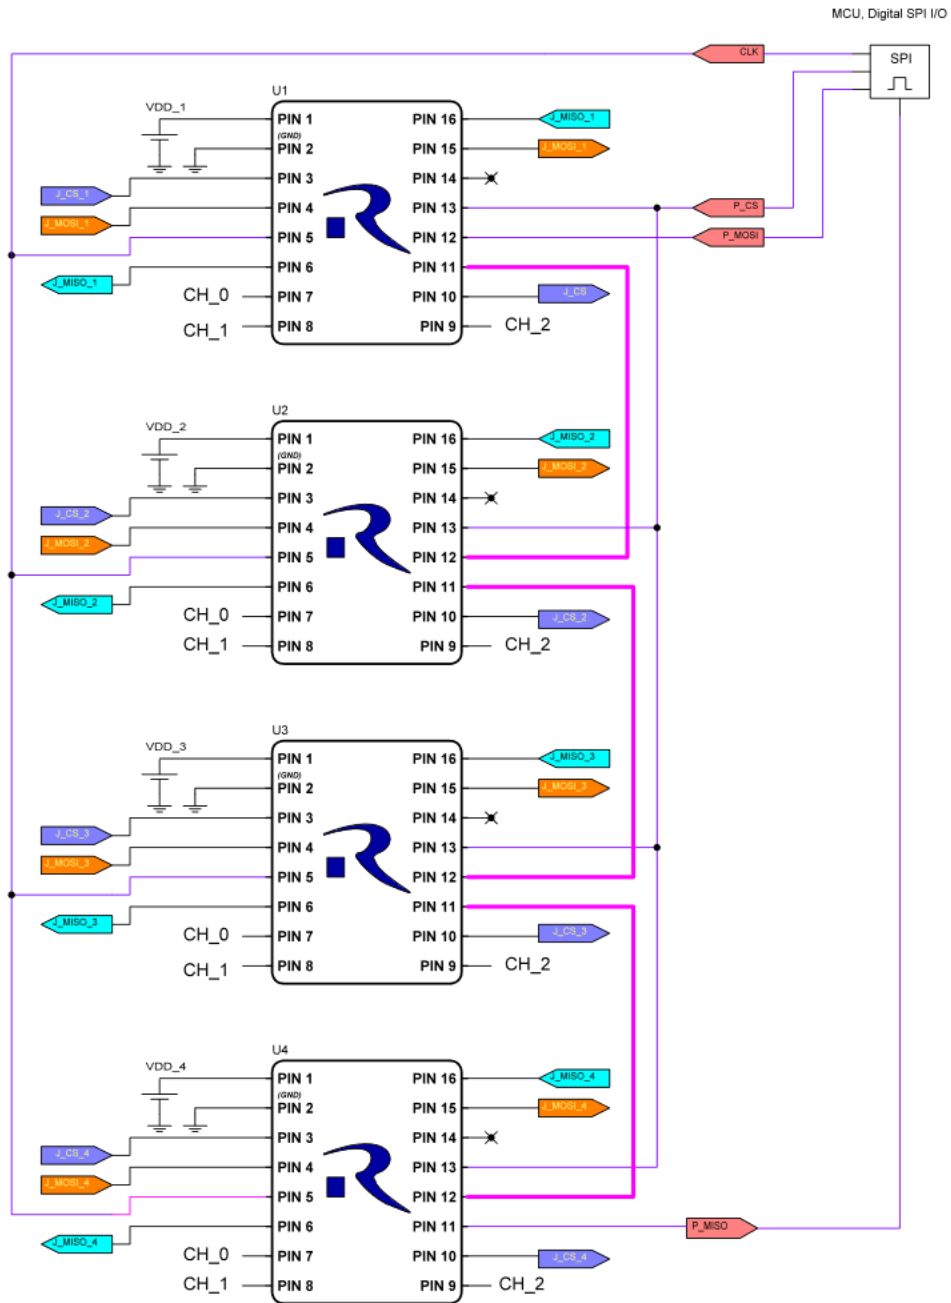 MCU, Digital SPI I/O
CLK
SPI
U1
VDD_1
PIN 1
PIN 16
J_MISO_1
(GND)
PIN 2
PIN 15
J_MOSI_1
J_CS_1
PIN 3
PIN 14
J_MOSI_1
PIN 4
PIN 13
P_CS
PIN 5
PIN 12
P_MOSI
J_MISO_1
PIN 6
PIN 11
CH_0
PIN 7
PIN 10
J_CS
CH_1
PIN 8
PIN 9
CH_2
U2
VDD_2
PIN 1
PIN 16
J_MISO_2
(GND)
PIN 2
PIN 15
J_MOSI_2
J_CS_2
PIN 3
PIN 14
J_MOSI_2
PIN 4
PIN 13
PIN 5
PIN 12
J_MISO_2
PIN 6
PIN 11
CH_0
PIN 7
PIN 10
J_CS_2
CH_1
PIN 8
PIN 9
CH_2
U3
VDD_3
PIN 1
PIN 16
J_MISO_3
(GND)
PIN 2
PIN 15
J_MOSI_3
J_CS_3
PIN 3
PIN 14
J_MOSI_3
PIN 4
PIN 13
PIN 5
PIN 12
J_MISO_3
PIN 6
PIN 11
CH_0
PIN 7
PIN 10
J_CS_3
CH_1
PIN 8
PIN 9
CH_2
U4
VDD_4
PIN 1
PIN 16
J_MISO_4
(GND)
PIN 2
PIN 15
J_MOSI_4
J_CS_4
PIN 3
PIN 14
J_MOSI_4
PIN 4
PIN 13
PIN 5
PIN 12
J_MISO_4
PIN 6
PIN 11
P_MISO
CH_0
PIN 7
PIN 10
J_CS_4
CH_1
PIN 8
PIN 9
CH_2